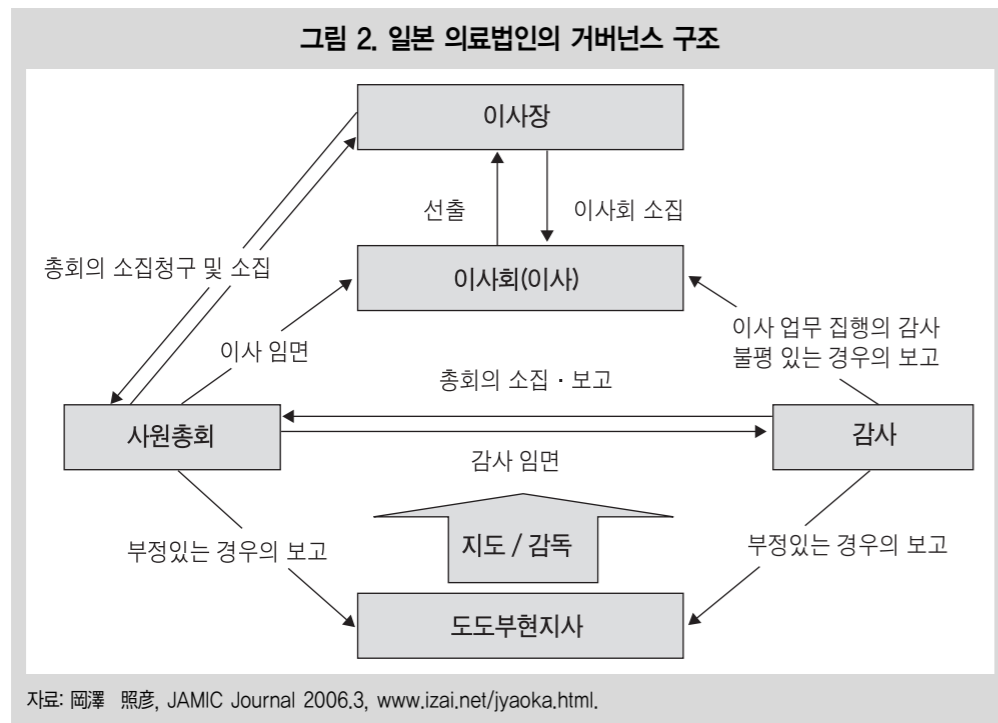 그림 2. 일본 의료법인의 거버넌스 구조
이사장
선출
이사회 소집
총회의 소집청구 및 소집
이사회(이사)
이사 업무 집행의 감사
불평 있는 경우의 보고
이사 임면
총회의 소집·보고
사원총회
감사
감사 임면
지도 / 감독
부정있는 경우의 보고
부정있는 경우의 보고
도도부현지사
자료: 岡澤 照彦, JAMIC Journal 2006.3, www.izai.net/jyaoka.html.